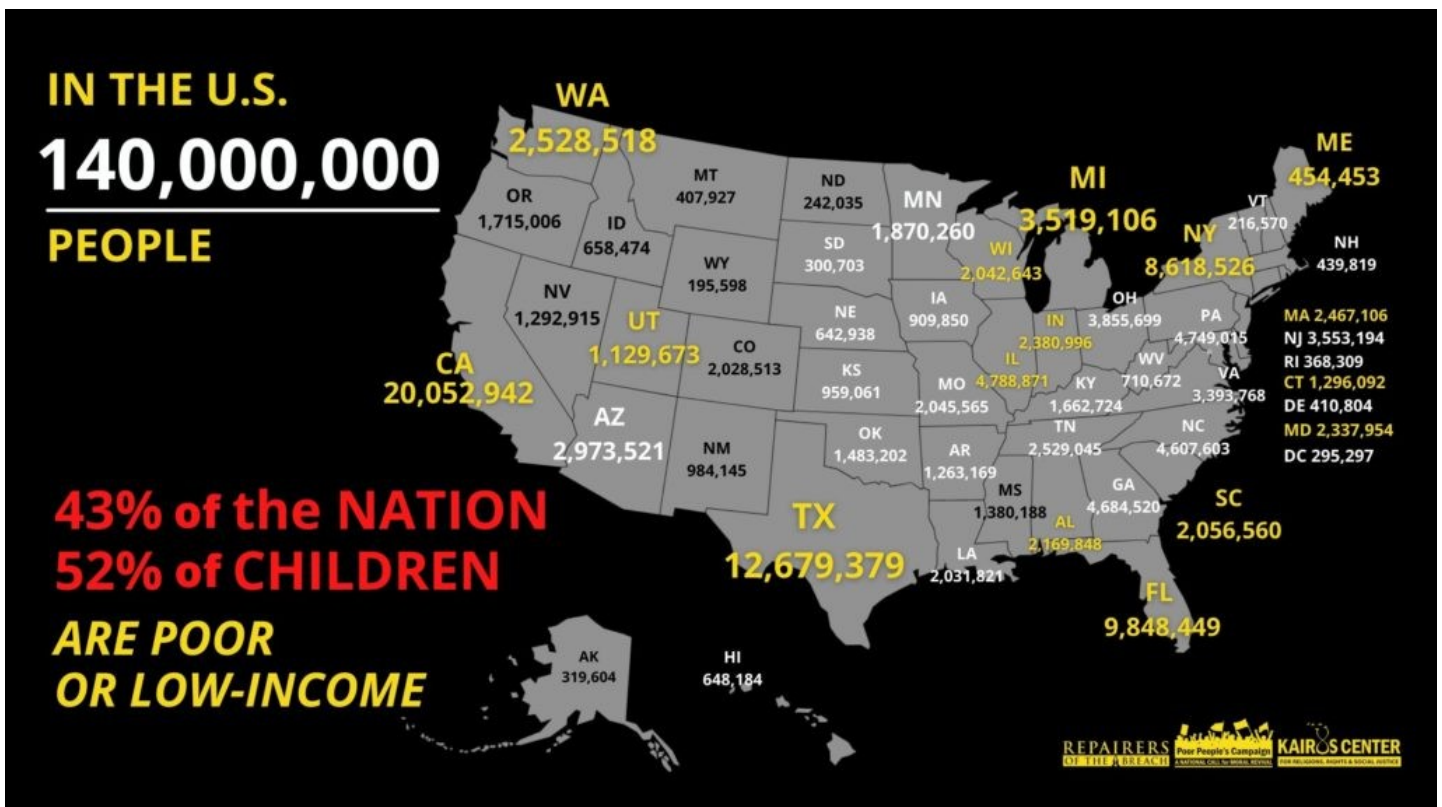 IN THE U.S.
140,000,000
PEOPLE
43% of the NATION
52% of CHILDREN
ARE POOR
OR LOW-INCOME
WA
2,528,518
OR
1,715,006
ID
658,474
MT
407,927
ND
242,035
MN
1,870,260
SD
300,703
WY
195,598
WI
2,042,643
MI
3,519,106
NY
8,618,526
VT
216,570
ME
454,453
NH
439,819
NV
1,292,915
UT
1,129,673
CO
2,028,513
NE
642,938
IA
909,850
KS
959,061
MO
2,045,565
IL
4,788,871
IN
2,380,996
OH
3,855,699
PA
4,749,015
WV
710,672
VA
3,393,768
KY
1,662,724
CA
20,052,942
AZ
2,973,521
NM
984,145
OK
1,483,202
AR
1,263,169
TN
2,529,045
NC
4,607,603
MS
1,380,188
AL
2,169,848
GA
4,684,520
SC
2,056,560
TX
12,679,379
LA
2,031,821
FL
9,848,449
AK
319,604
HI
648,184
MA 2,467,106
NJ 3,553,194
RI 368,309
CT 1,296,092
DE 410,804
MD 2,337,954
DC 295,297
REPAIRERS
OF THE BREACH
Poor People's Campaign
A NATIONAL CALL for MORAL REVIVAL
KAIROS CENTER
FOR RELIGIONS, RIGHTS & SOCIAL JUSTICE